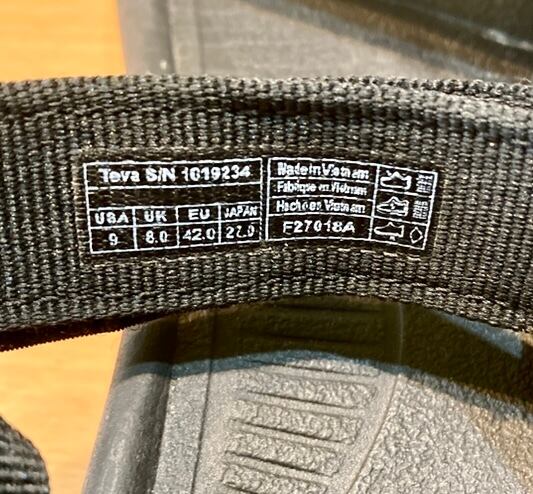 Teva S/N 1019234
USA UK EU JAPAN
9 8.0 42.0 27.0
Made in Vietnam
Fabriqué en Vietnam
Hecho en Vietnam
F27018A